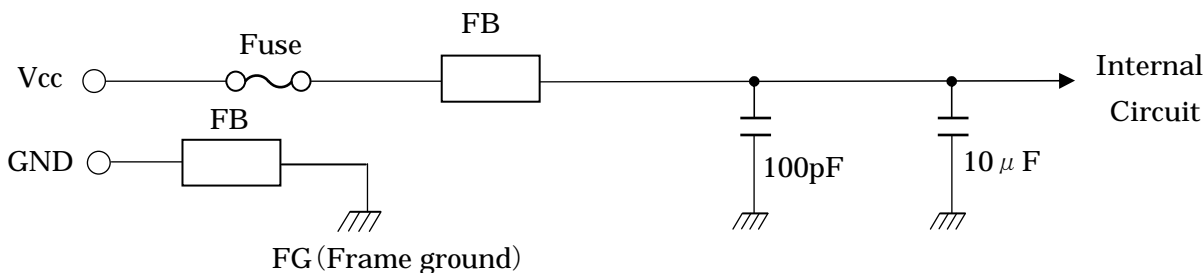 FB
Fuse
Vcc
Internal
Circuit
FB
GND
100pF
10μF
FG(Frame ground)